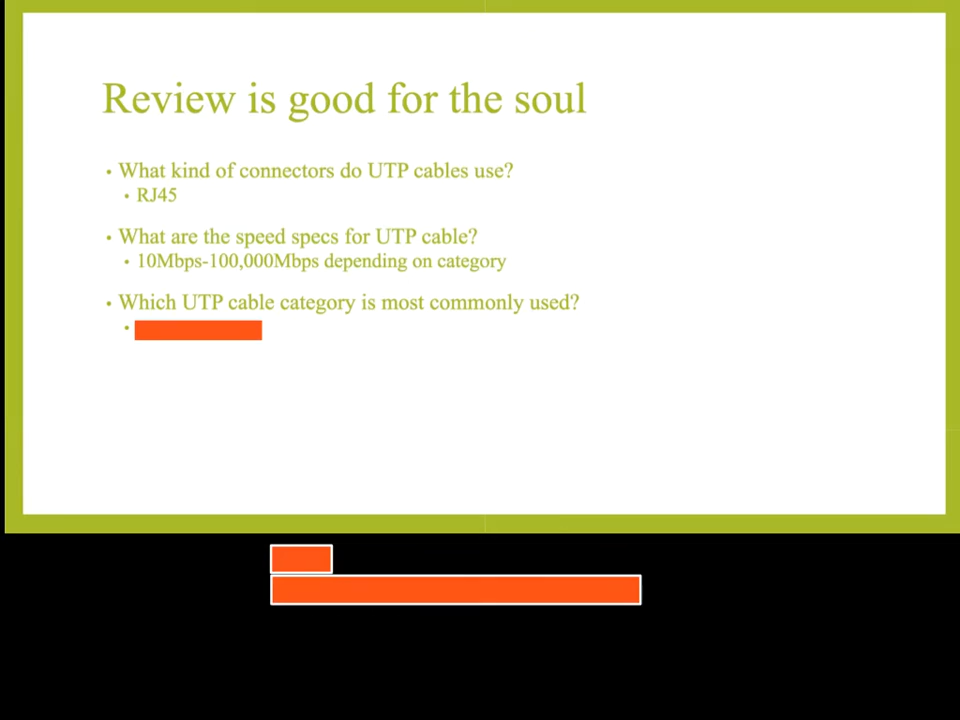 Review is good for the soul
• What kind of connectors do UTP cables use?
• RJ45
• What are the speed specs for UTP cable?
• 10Mbps-100,000Mbps depending on category
• Which UTP cable category is most commonly used?
•